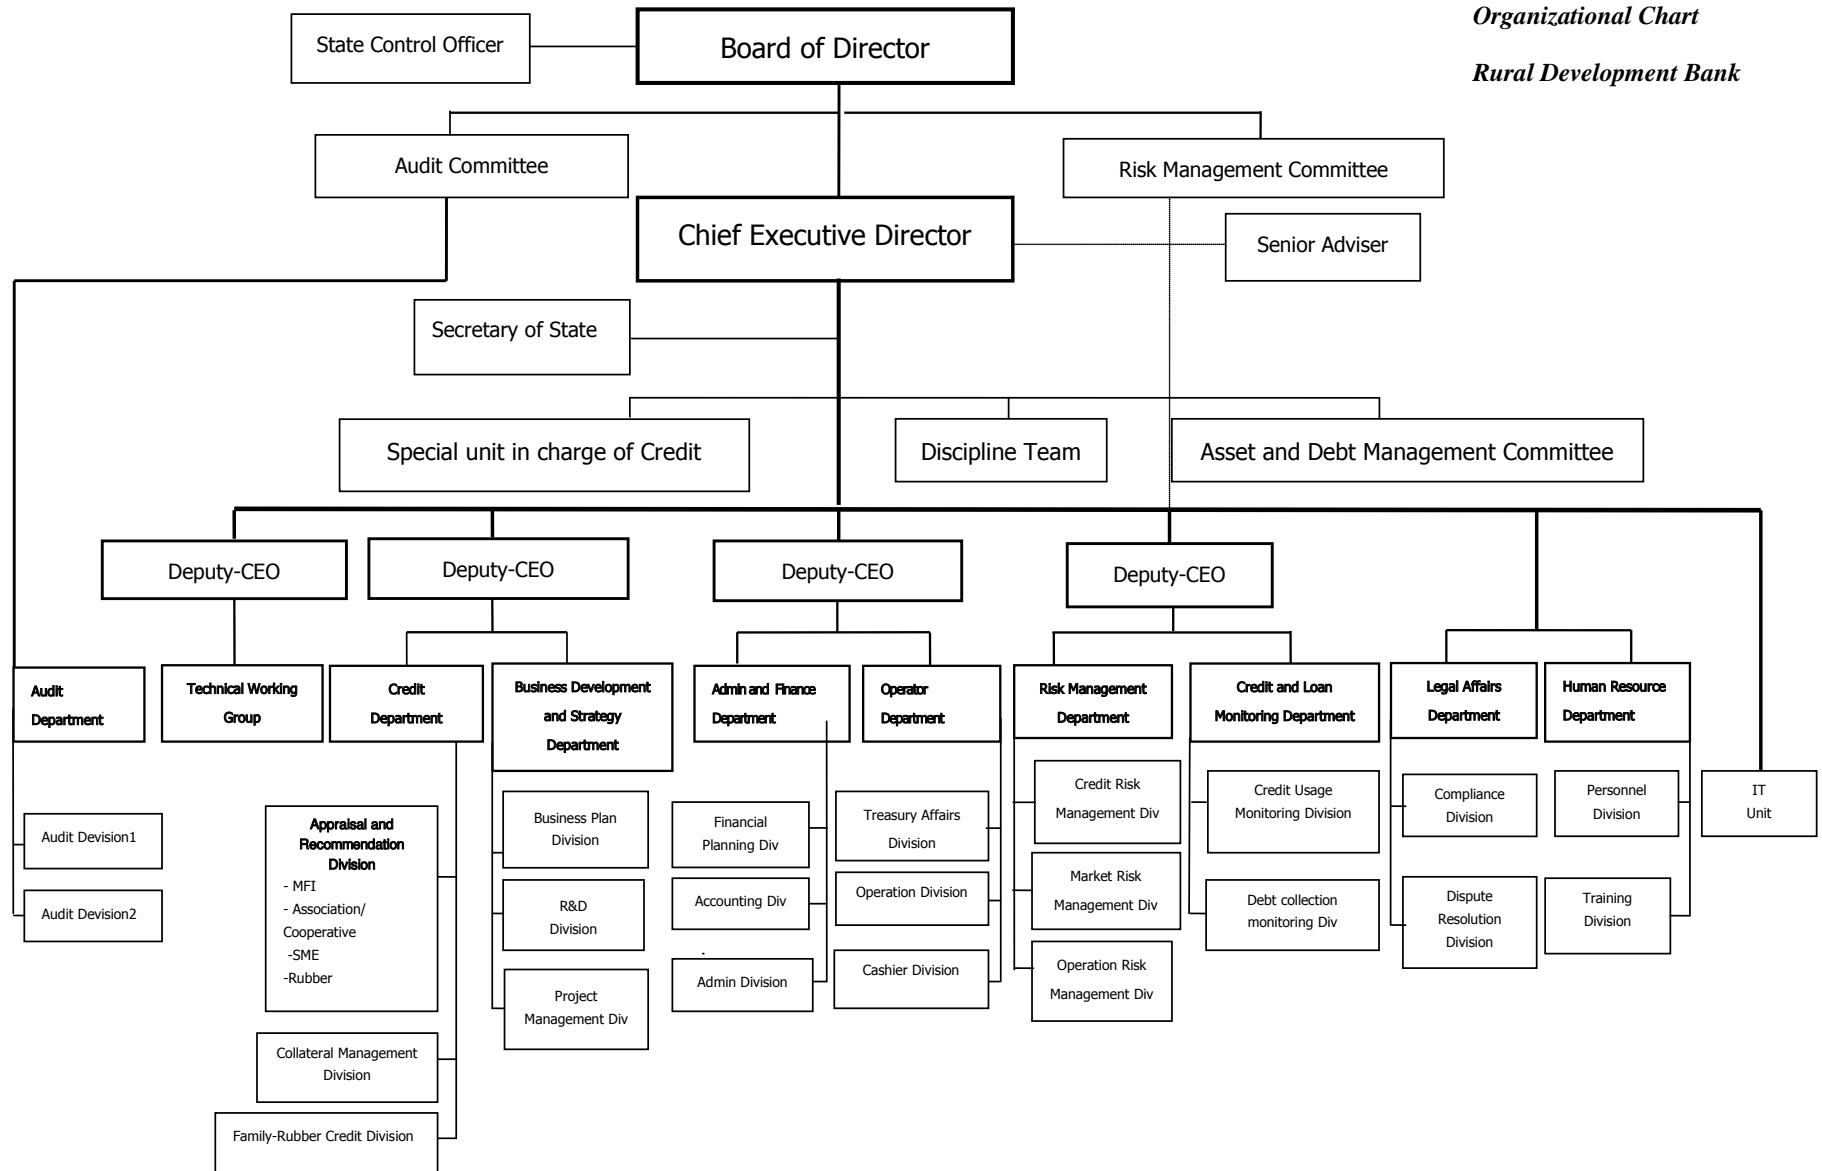 Organizational Chart
Rural Development Bank
State Control Officer
Board of Director
Audit Committee
Risk Management Committee
Chief Executive Director
Senior Adviser
Secretary of State
Special unit in charge of Credit
Discipline Team
Asset and Debt Management Committee
Deputy-CEO
Deputy-CEO
Deputy-CEO
Deputy-CEO
Audit
Department
Technical Working
Group
Credit
Department
Business Development
and Strategy
Department
Admin and Finance
Department
Operator
Department
Risk Management
Department
Credit and Loan
Monitoring Department
Legal Affairs
Department
Human Resource
Department
Audit Devision1
Audit Devision2
Appraisal and
Recommendation
Division
- MFI
- Association/
Cooperative
-SME
-Rubber
Collateral Management
Division
Family-Rubber Credit Division
Business Plan
Division
R&D
Division
Project
Management Div
Financial
Planning Div
Accounting Div
Admin Division
Treasury Affairs
Division
Operation Division
Cashier Division
Credit Risk
Management Div
Market Risk
Management Div
Operation Risk
Management Div
Credit Usage
Monitoring Division
Debt collection
monitoring Div
Compliance
Division
Dispute
Resolution
Division
Personnel
Division
Training
Division
IT
Unit